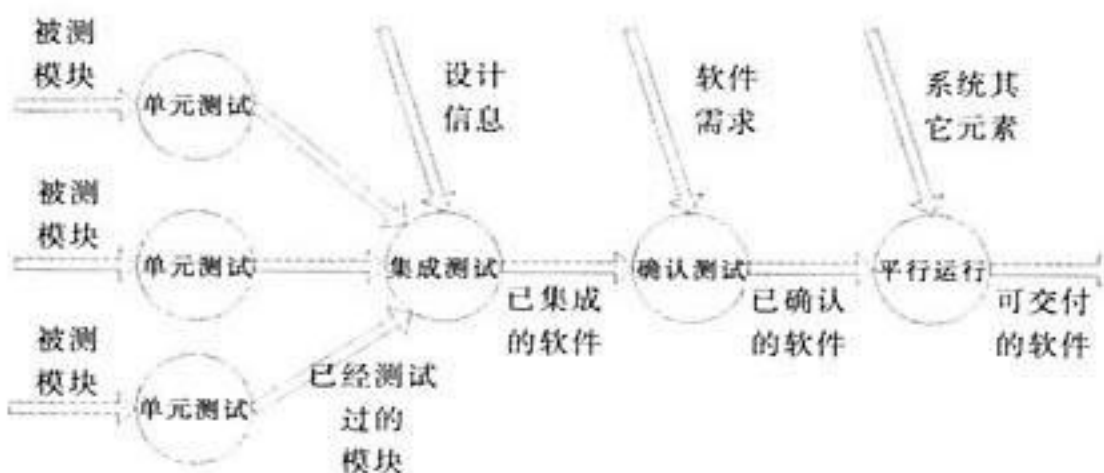 被测
模块
单元测试
设计
信息
软件
需求
系统其
它元素
被测
模块
单元测试
集成测试
已集成
的软件
确认测试
已确认
的软件
平行运行
可交付
的软件
被测
模块
单元测试
已经测试
过的
模块